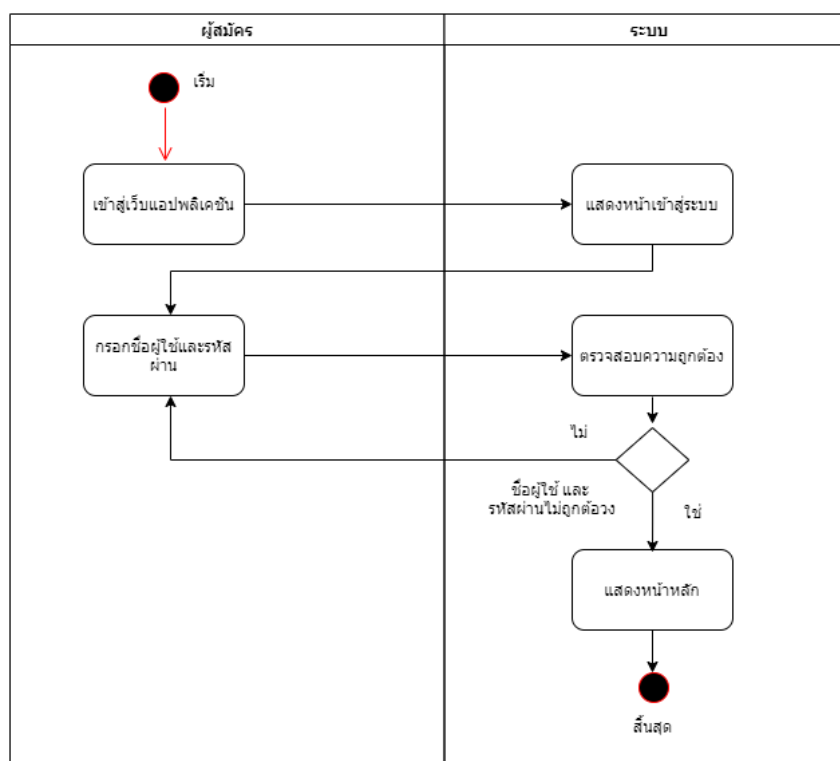 ผู้สมัคร
ระบบ
เริ่ม
เข้าสู่เว็บแอปพลิเคชัน
แสดงหน้าเข้าสู่ระบบ
กรอกชื่อผู้ใช้และรหัส
ผ่าน
ตรวจสอบความถูกต้อง
ไม่
ชื่อผู้ใช้ และ
รหัสผ่านไม่ถูกต้อวง
ใช่
แสดงหน้าหลัก
สิ้นสุด